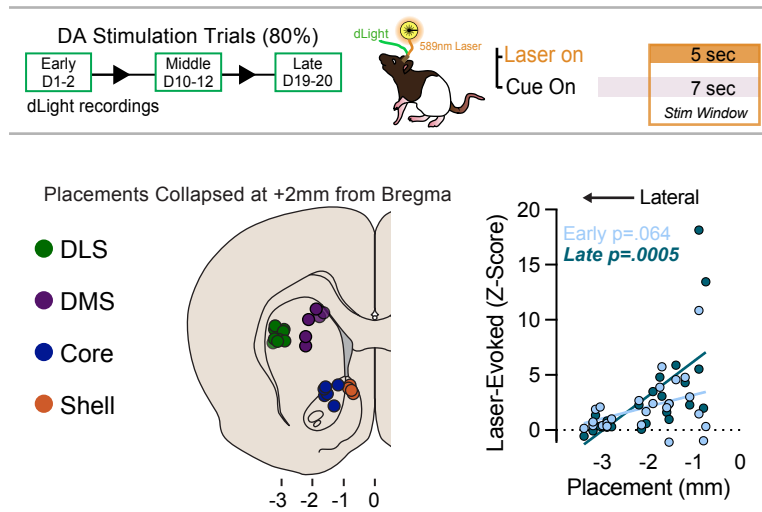 DA Stimulation Trials (80%)
Early
D1-2
Middle
D10-12
Late
D19-20
dLight recordings
dLight
589nm Laser
Laser on
Cue On
5 sec
7 sec
Stim Window
Placements Collapsed at +2mm from Bregma
DLS
DMS
Core
Shell
-3 -2 -1 0
Lateral
Early p=.064
Late p=.0005
Laser-Evoked (Z-Score)
20
15
10
5
0
-3 -2 -1 0
Placement (mm)